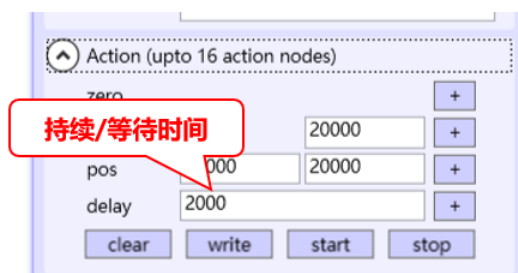 Action (upto 16 action nodes)
zero +
持续/等待时间
20000 +
pos 000 20000 +
delay 2000 +
clear write start stop